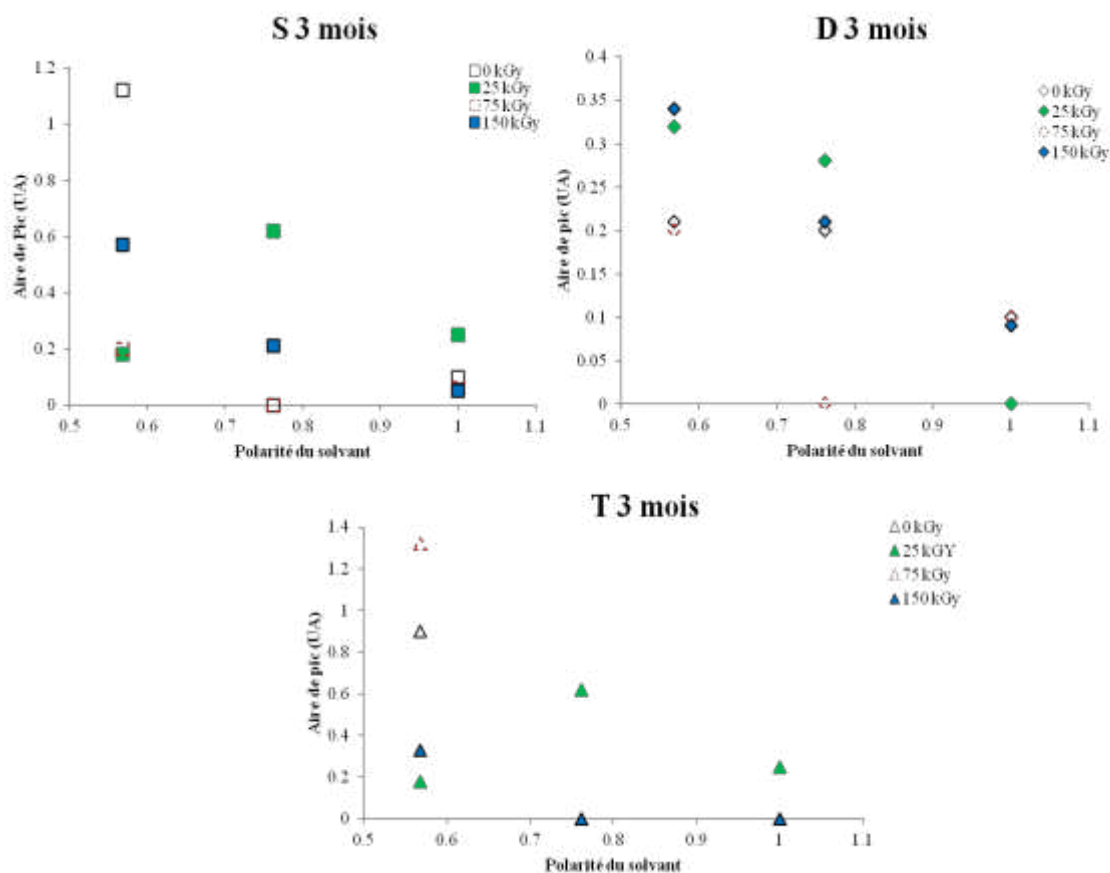 S 3 mois
Aire de Pic (UA)
1.2
1
0.8
0.6
0.4
0.2
0
0.5 0.6 0.7 0.8 0.9 1 1.1
Polarité du solvant
0 kGy
25 kGy
75 kGy
150 kGy
D 3 mois
Aire de pic (UA)
0.4
0.35
0.3
0.25
0.2
0.15
0.1
0.05
0
0.5 0.6 0.7 0.8 0.9 1 1.1
Polarité du solvant
0 kGy
25 kGy
75 kGy
150 kGy
T 3 mois
Aire de pic (UA)
1.4
1.2
1
0.8
0.6
0.4
0.2
0
0.5 0.6 0.7 0.8 0.9 1 1.1
Polarité du solvant
0 kGy
25 kGY
75 kGy
150 kGy